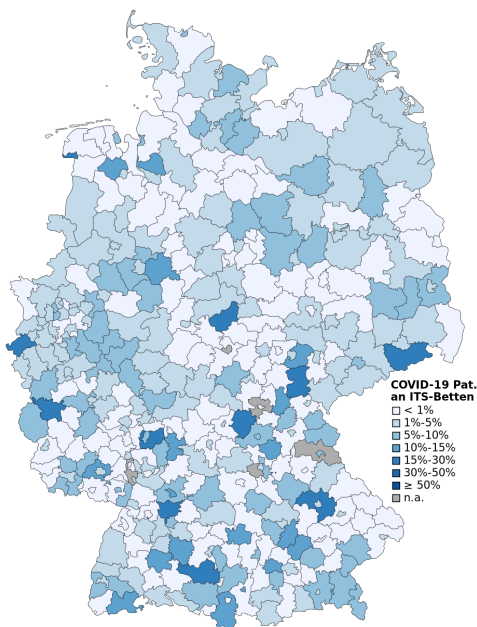 COVID-19 Pat.
an ITS-Betten
< 1%
1%-5%
5%-10%
10%-15%
15%-30%
30%-50%
≥ 50%
n.a.